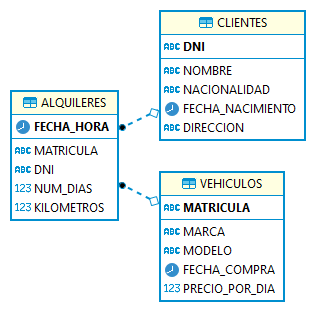 CLIENTES
ABC DNI
ABC NOMBRE
ABC NACIONALIDAD
FECHA_NACIMIENTO
ABC DIRECCION
ALQUILERES
FECHA_HORA
ABC MATRICULA
ABC DNI
123 NUM_DIAS
123 KILOMETROS
VEHICULOS
ABC MATRICULA
ABC MARCA
ABC MODELO
FECHA_COMPRA
123 PRECIO_POR_DIA